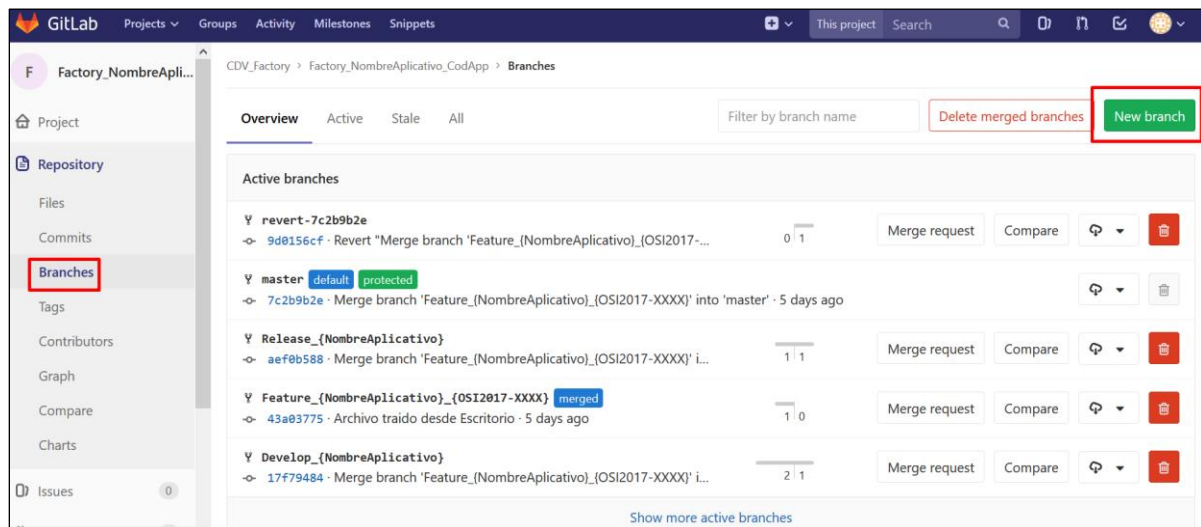 GitLab Projects Groups Activity Milestones Snippets This project Search
F Factory_NombreApli...
CDV_Factory > Factory_NombreAplicativo_CodApp > Branches
Project
Overview Active Stale All Filter by branch name Delete merged branches New branch
Repository
Active branches
Files
revert-7c2b9b2e
9d0156cf · Revert "Merge branch 'Feature_{NombreAplicativo}_{OSI2017-... 0 1 Merge request Compare
Commits
Branches
master default protected
7c2b9b2e · Merge branch 'Feature_{NombreAplicativo}_{OSI2017-XXXX}' into 'master' · 5 days ago
Tags
Contributors
Release_{NombreAplicativo}
aef0b588 · Merge branch 'Feature_{NombreAplicativo}_{OSI2017-XXXX}' i... 1 1 Merge request Compare
Graph
Feature_{NombreAplicativo}_{OSI2017-XXXX} merged
43a03775 · Archivo traido desde Escritorio · 5 days ago 1 0 Merge request Compare
Compare
Charts
Develop_{NombreAplicativo}
17f79484 · Merge branch 'Feature_{NombreAplicativo}_{OSI2017-XXXX}' i... 2 1 Merge request Compare
Issues 0
Show more active branches